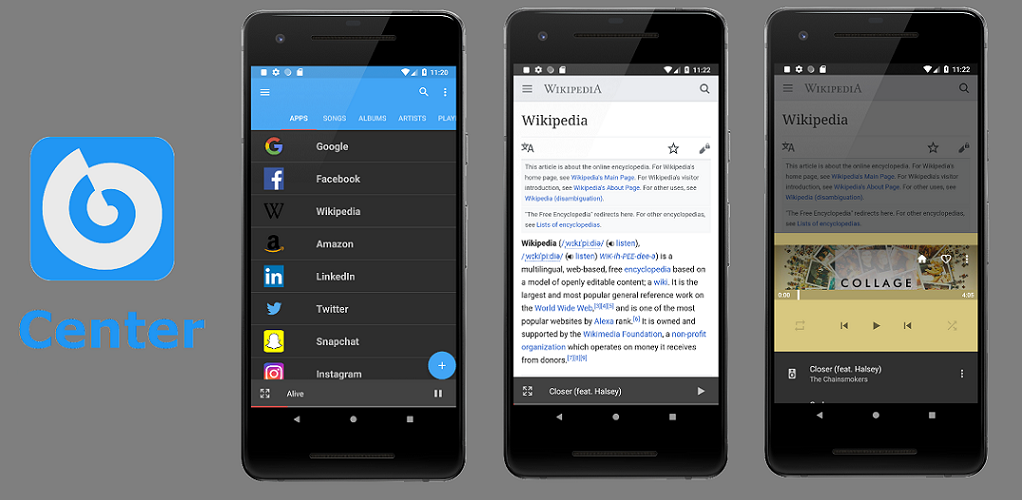 Center
11:20
APPS SONGS ALBUMS ARTISTS PLAY
Google
Facebook
Wikipedia
Amazon
LinkedIn
Twitter
Snapchat
Instagram
Alive
11:22
WIKIPEDIA
Wikipedia
This article is about the online encyclopedia. For Wikipedia's
home page, see Wikipedia's Main Page. For Wikipedia's visitor
introduction, see Wikipedia's About Page. For other uses, see
Wikipedia (disambiguation).
"The Free Encyclopedia" redirects here. For other encyclopedias,
see Lists of encyclopedias.
Wikipedia (/ˌwɪkɪˈpiːdiə/ (listen),
/ˌwɪkiˈpiːdiə/ (listen) WIK-ih-PEE-dee-ə) is a
multilingual, web-based, free encyclopedia based on
a model of openly editable content; a wiki. It is the
largest and most popular general reference work on
the World Wide Web,[3][4][5] and is one of the most
popular websites by Alexa rank.[6] It is owned and
supported by the Wikimedia Foundation, a non-profit
organization which operates on money it receives
from donors.[7][8][9]
Closer (feat. Halsey)
11:22
WIKIPEDIA
Wikipedia
This article is about the online encyclopedia. For Wikipedia's
home page, see Wikipedia's Main Page. For Wikipedia's visitor
introduction, see Wikipedia's About Page. For other uses, see
Wikipedia (disambiguation).
"The Free Encyclopedia" redirects here. For other encyclopedias,
see Lists of encyclopedias.
COLLAGE
0:00 4:05
Closer (feat. Halsey)
The Chainsmokers